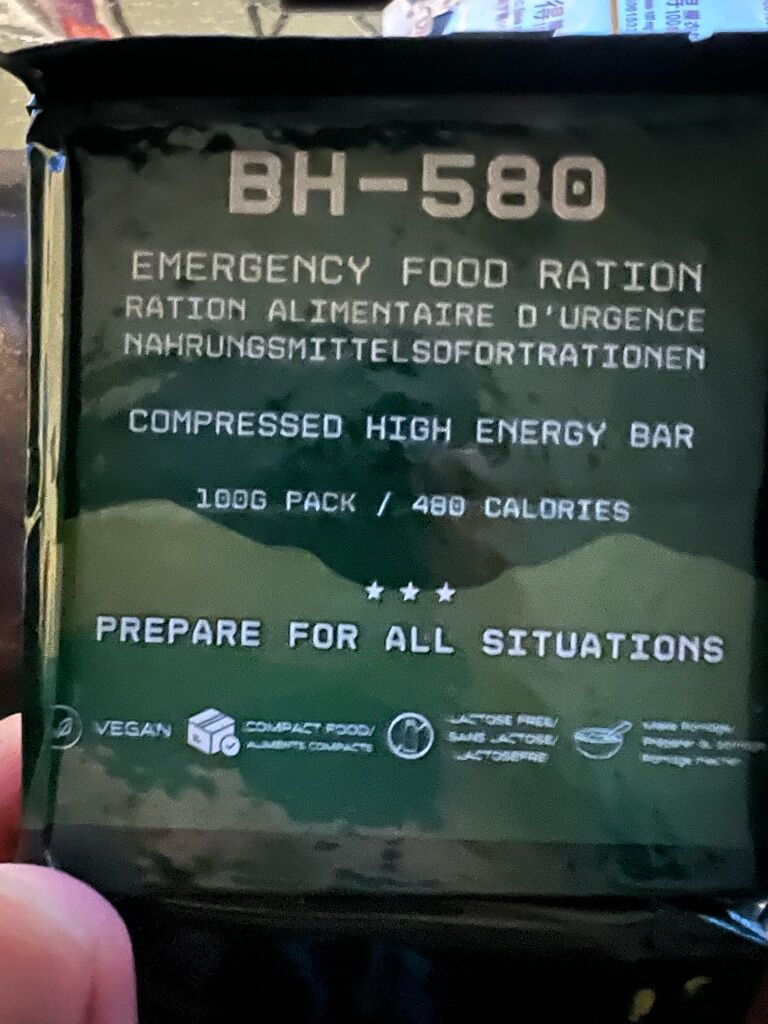 BH-580
EMERGENCY FOOD RATION
RATION ALIMENTAIRE D'URGENCE
NAHRUNGSMITTELSOFORTRATIONEN
COMPRESSED HIGH ENERGY BAR
100G PACK / 480 CALORIES
PREPARE FOR ALL SITUATIONS
VEGAN
COMPACT FOOD/
ALIMENTS COMPACTS
LACTOSE FREE/
SANS LACTOSE/
LACTOSEFREI